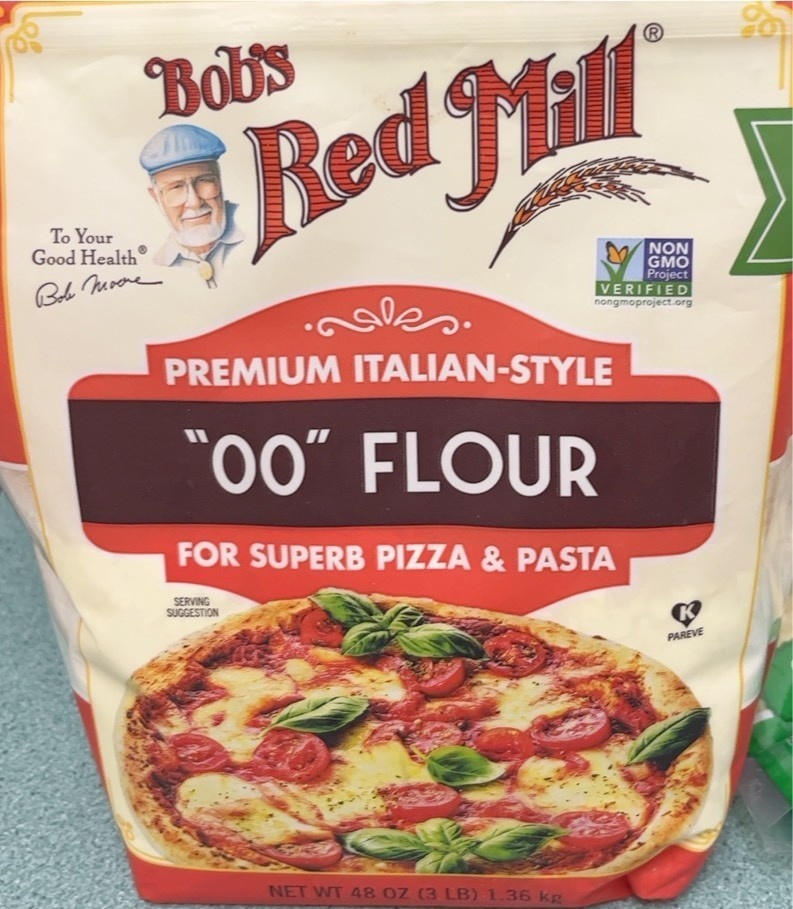 Bob's
Red Mill®
To Your
Good Health®
Bob Moore
NON
GMO
Project
VERIFIED
nongmoproject.org
PREMIUM ITALIAN-STYLE
"00" FLOUR
FOR SUPERB PIZZA & PASTA
SERVING
SUGGESTION
K
PAREVE
NET WT 48 OZ (3 LB) 1.36 kg